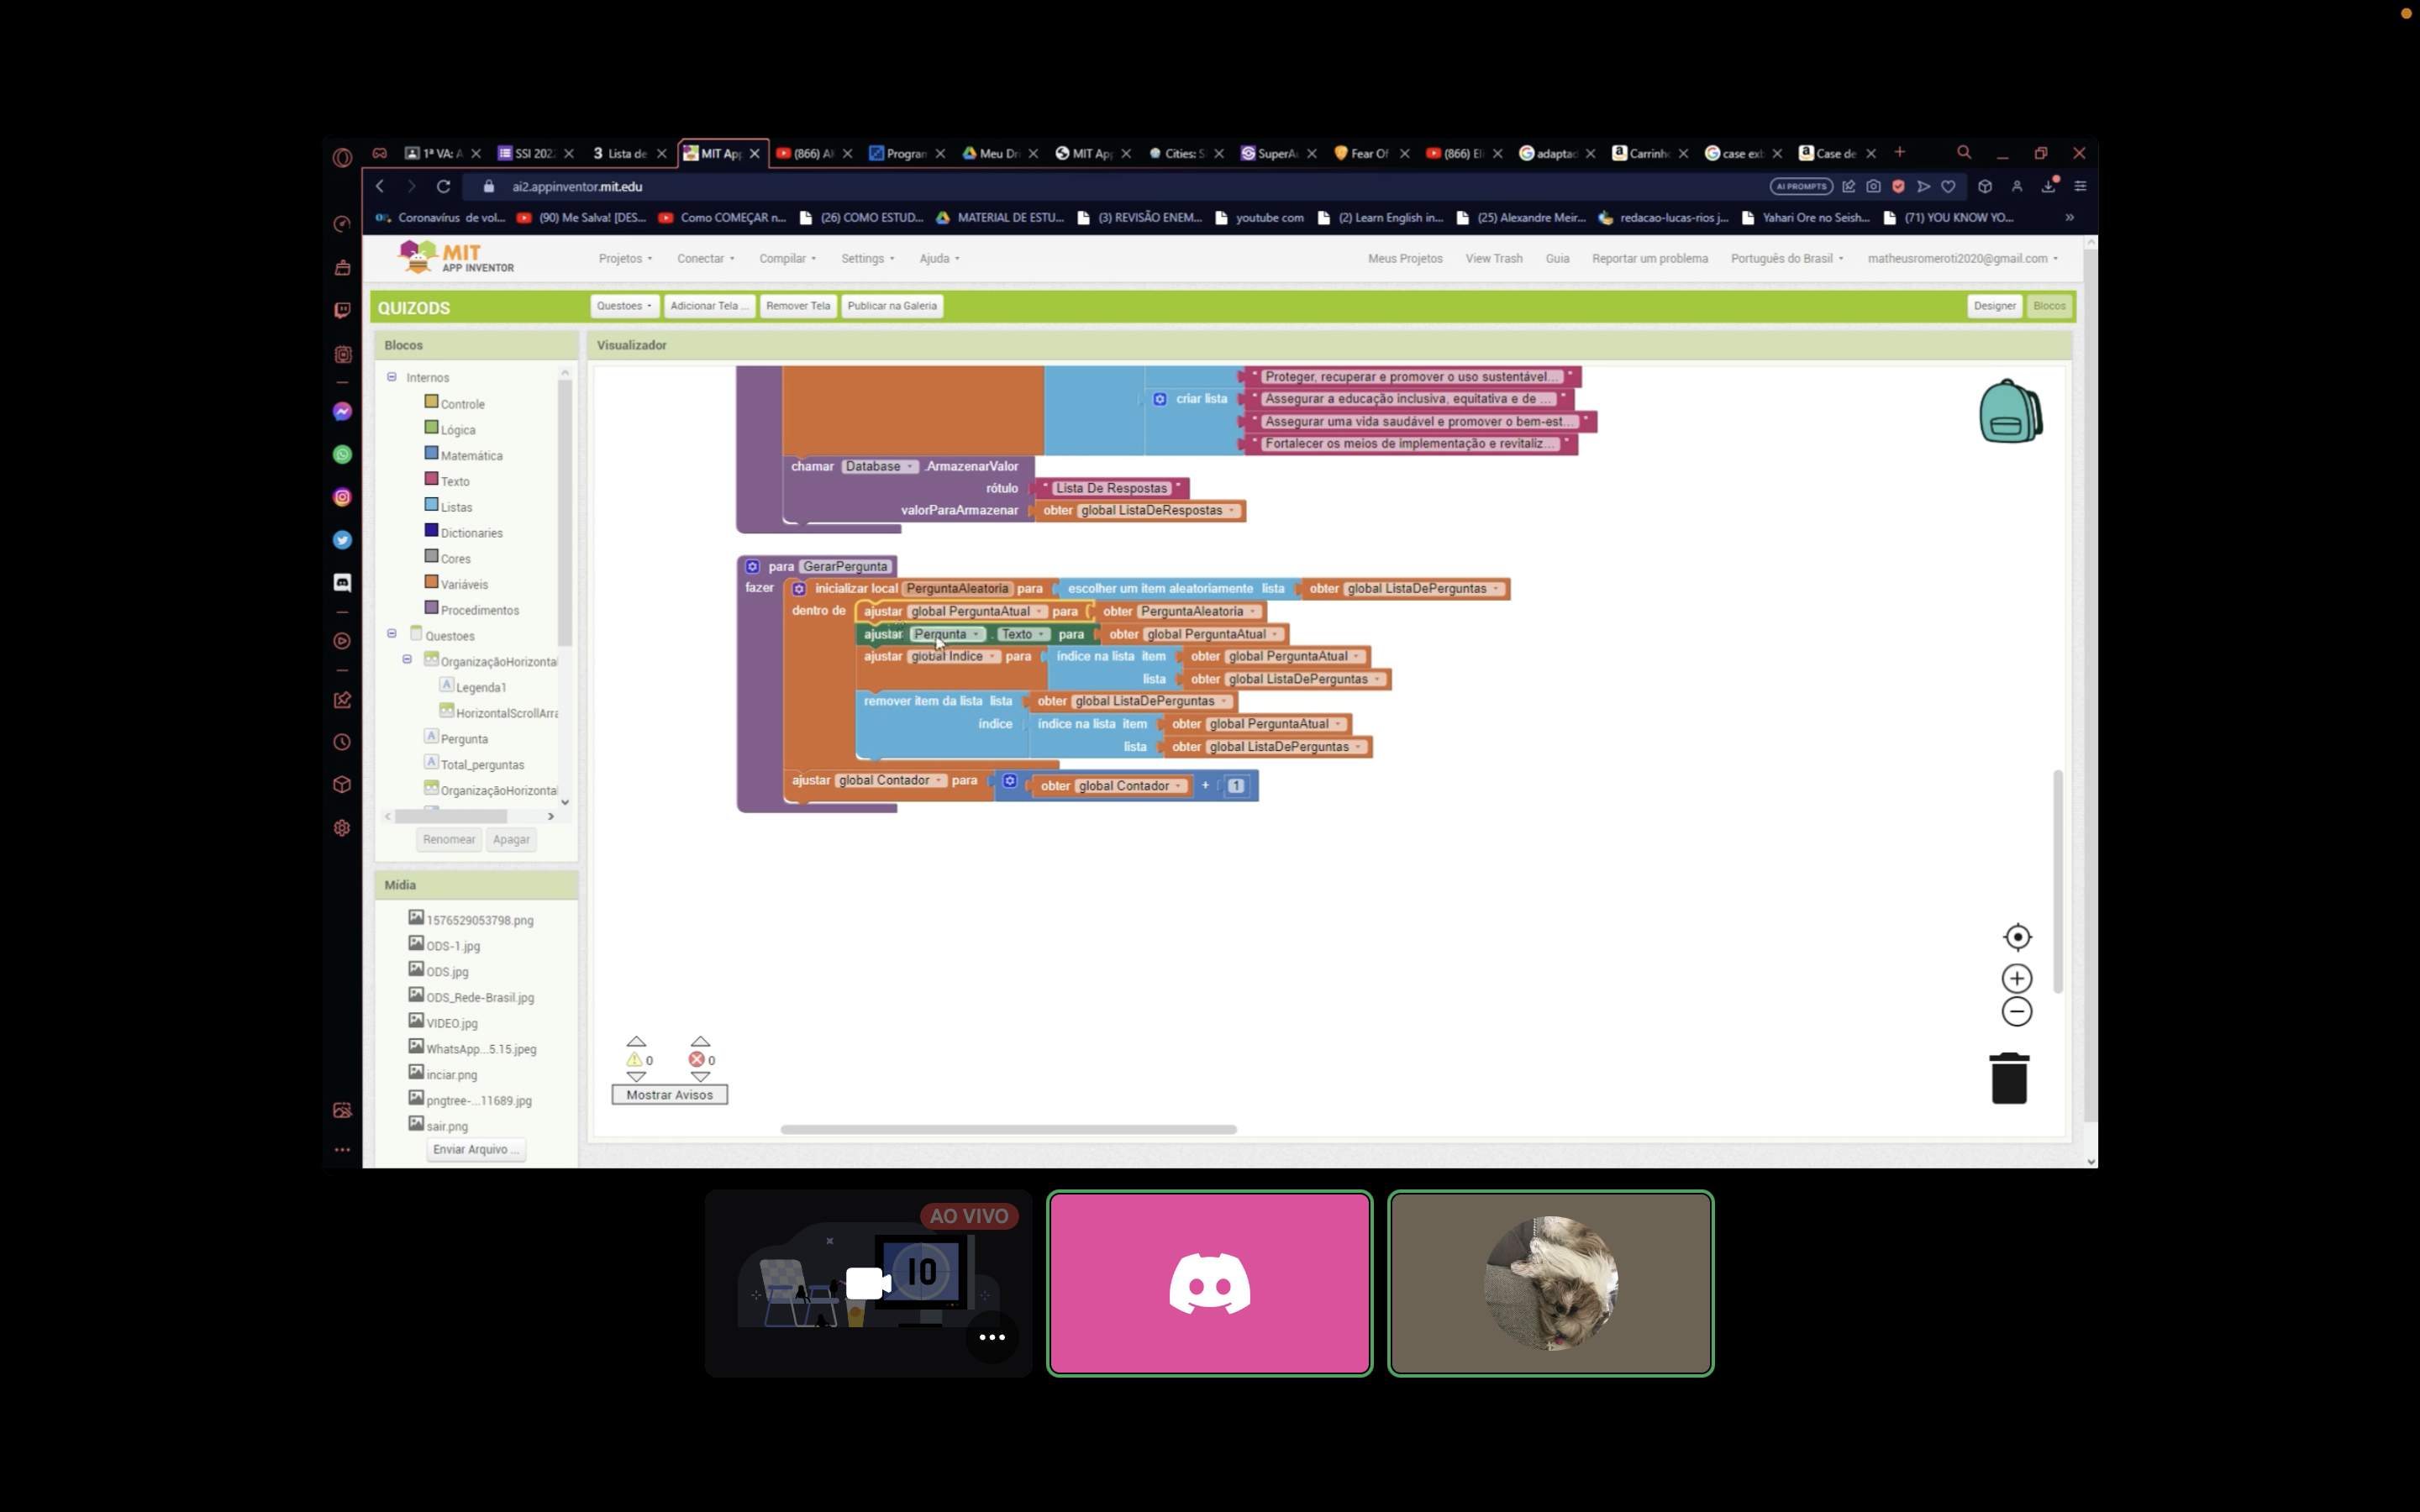 1ª VA: A
SSI 202
3 Lista de
MIT Ap
(866) Al
Program
Meu Dri
MIT Ap
Cities: S
SuperAu
Fear Of
(866) El
adaptad
Carrinho
case ext
Case de
ai2.appinventor.mit.edu
AI PROMPTS
Coronavírus de vol...
(90) Me Salva! [DES...
Como COMEÇAR n...
(26) COMO ESTUD...
MATERIAL DE ESTU...
(3) REVISÃO ENEM...
youtube com
(2) Learn English in...
(25) Alexandre Meir...
redacao-lucas-rios j...
Yahari Ore no Seish...
(71) YOU KNOW YO...
»
MIT
APP INVENTOR
Projetos
Conectar
Compilar
Settings
Ajuda
Meus Projetos
View Trash
Guia
Reportar um problema
Português do Brasil
matheusromeroti2020@gmail.com
QUIZODS
Questoes
Adicionar Tela ...
Remover Tela
Publicar na Galeria
Designer
Blocos
Blocos
Internos
Controle
Lógica
Matemática
Texto
Listas
Dictionaries
Cores
Variáveis
Procedimentos
Questoes
OrganizaçãoHorizontal
Legenda1
HorizontalScrollArra
Pergunta
Total_perguntas
OrganizaçãoHorizontal
Renomear
Apagar
Mídia
1576529053798.png
ODS-1.jpg
ODS.jpg
ODS_Rede-Brasil.jpg
VIDEO.jpg
WhatsApp...5.15.jpeg
inciar.png
pngtree-...11689.jpg
sair.png
Enviar Arquivo ...
Visualizador
" Proteger, recuperar e promover o uso sustentável... "
criar lista " Assegurar a educação inclusiva, equitativa e de ... "
" Assegurar uma vida saudável e promover o bem-est... "
" Fortalecer os meios de implementação e revitaliz... "
chamar Database .ArmazenarValor
rótulo " Lista De Respostas "
valorParaArmazenar obter global ListaDeRespostas
para GerarPergunta
fazer inicializar local PerguntaAleatoria para escolher um item aleatoriamente lista obter global ListaDePerguntas
dentro de ajustar global PerguntaAtual para obter PerguntaAleatoria
ajustar Pergunta . Texto para obter global PerguntaAtual
ajustar global Indice para índice na lista item obter global PerguntaAtual
lista obter global ListaDePerguntas
remover item da lista lista obter global ListaDePerguntas
índice índice na lista item obter global PerguntaAtual
lista obter global ListaDePerguntas
ajustar global Contador para obter global Contador + 1
0 0
Mostrar Avisos
AO VIVO
10